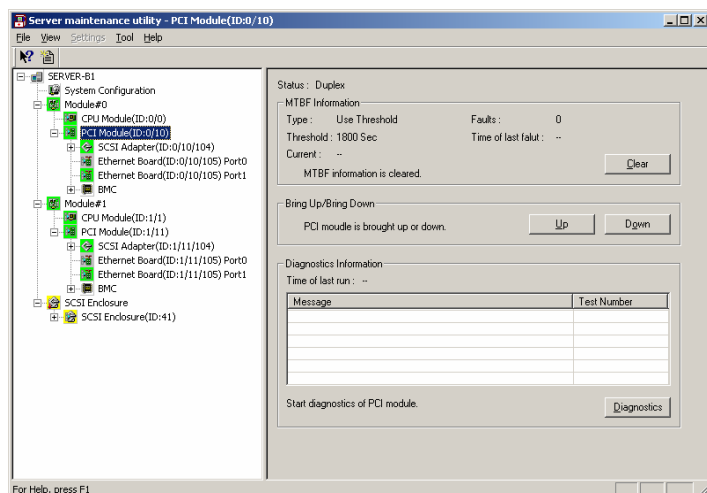 Server maintenance utility - PCI Module(ID:0/10)
File View Settings Tool Help
SERVER-B1
System Configuration
Module#0
CPU Module(ID:0/0)
PCI Module(ID:0/10)
SCSI Adapter(ID:0/10/104)
Ethernet Board(ID:0/10/105) Port0
Ethernet Board(ID:0/10/105) Port1
BMC
Module#1
CPU Module(ID:1/1)
PCI Module(ID:1/11)
SCSI Adapter(ID:1/11/104)
Ethernet Board(ID:1/11/105) Port0
Ethernet Board(ID:1/11/105) Port1
BMC
SCSI Enclosure
SCSI Enclosure(ID:41)
Status : Duplex
MTBF Information
Type : Use Threshold Faults : 0
Threshold : 1800 Sec Time of last falut : --
Current : --
MTBF information is cleared. Clear
Bring Up/Bring Down
PCI moudle is brought up or down. Up Down
Diagnostics Information
Time of last run : --
Message Test Number
Start diagnostics of PCI module. Diagnostics
For Help, press F1